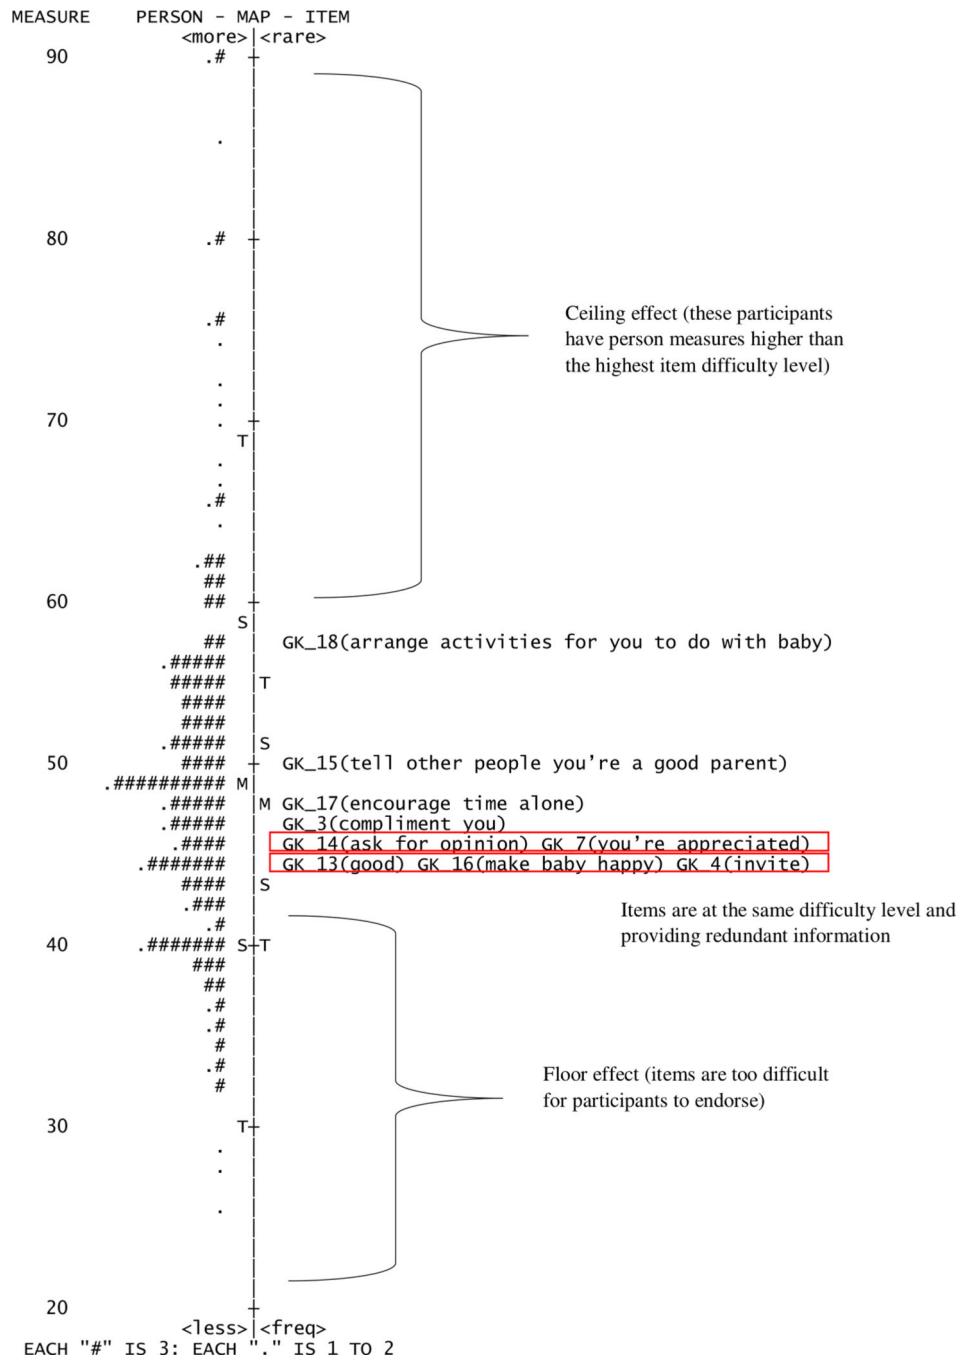 MEASURE PERSON - MAP - ITEM
<more>|<rare>
90 .# +
.
80 .# +
.#
.
.
.
70 . +
T|
.
.
.#
.
.##
##
60 ## +
S|
## GK_18(arrange activities for you to do with baby)
.#####
##### |T
####
####
.##### |S
50 #### + GK_15(tell other people you’re a good parent)
.########## M|
.##### |M GK_17(encourage time alone)
.##### GK_3(compliment you)
.#### GK_14(ask for opinion) GK_7(you’re appreciated)
.####### GK_13(good) GK_16(make baby happy) GK_4(invite)
#### |S
.###
.#
40 .####### S+T
###
##
.#
.#
#
.#
#
30 T+
.
.
.
20 +
<less>|<freq>
EACH "#" IS 3: EACH "." IS 1 TO 2
Ceiling effect (these participants
have person measures higher than
the highest item difficulty level)
Items are at the same difficulty level and
providing redundant information
Floor effect (items are too difficult
for participants to endorse)